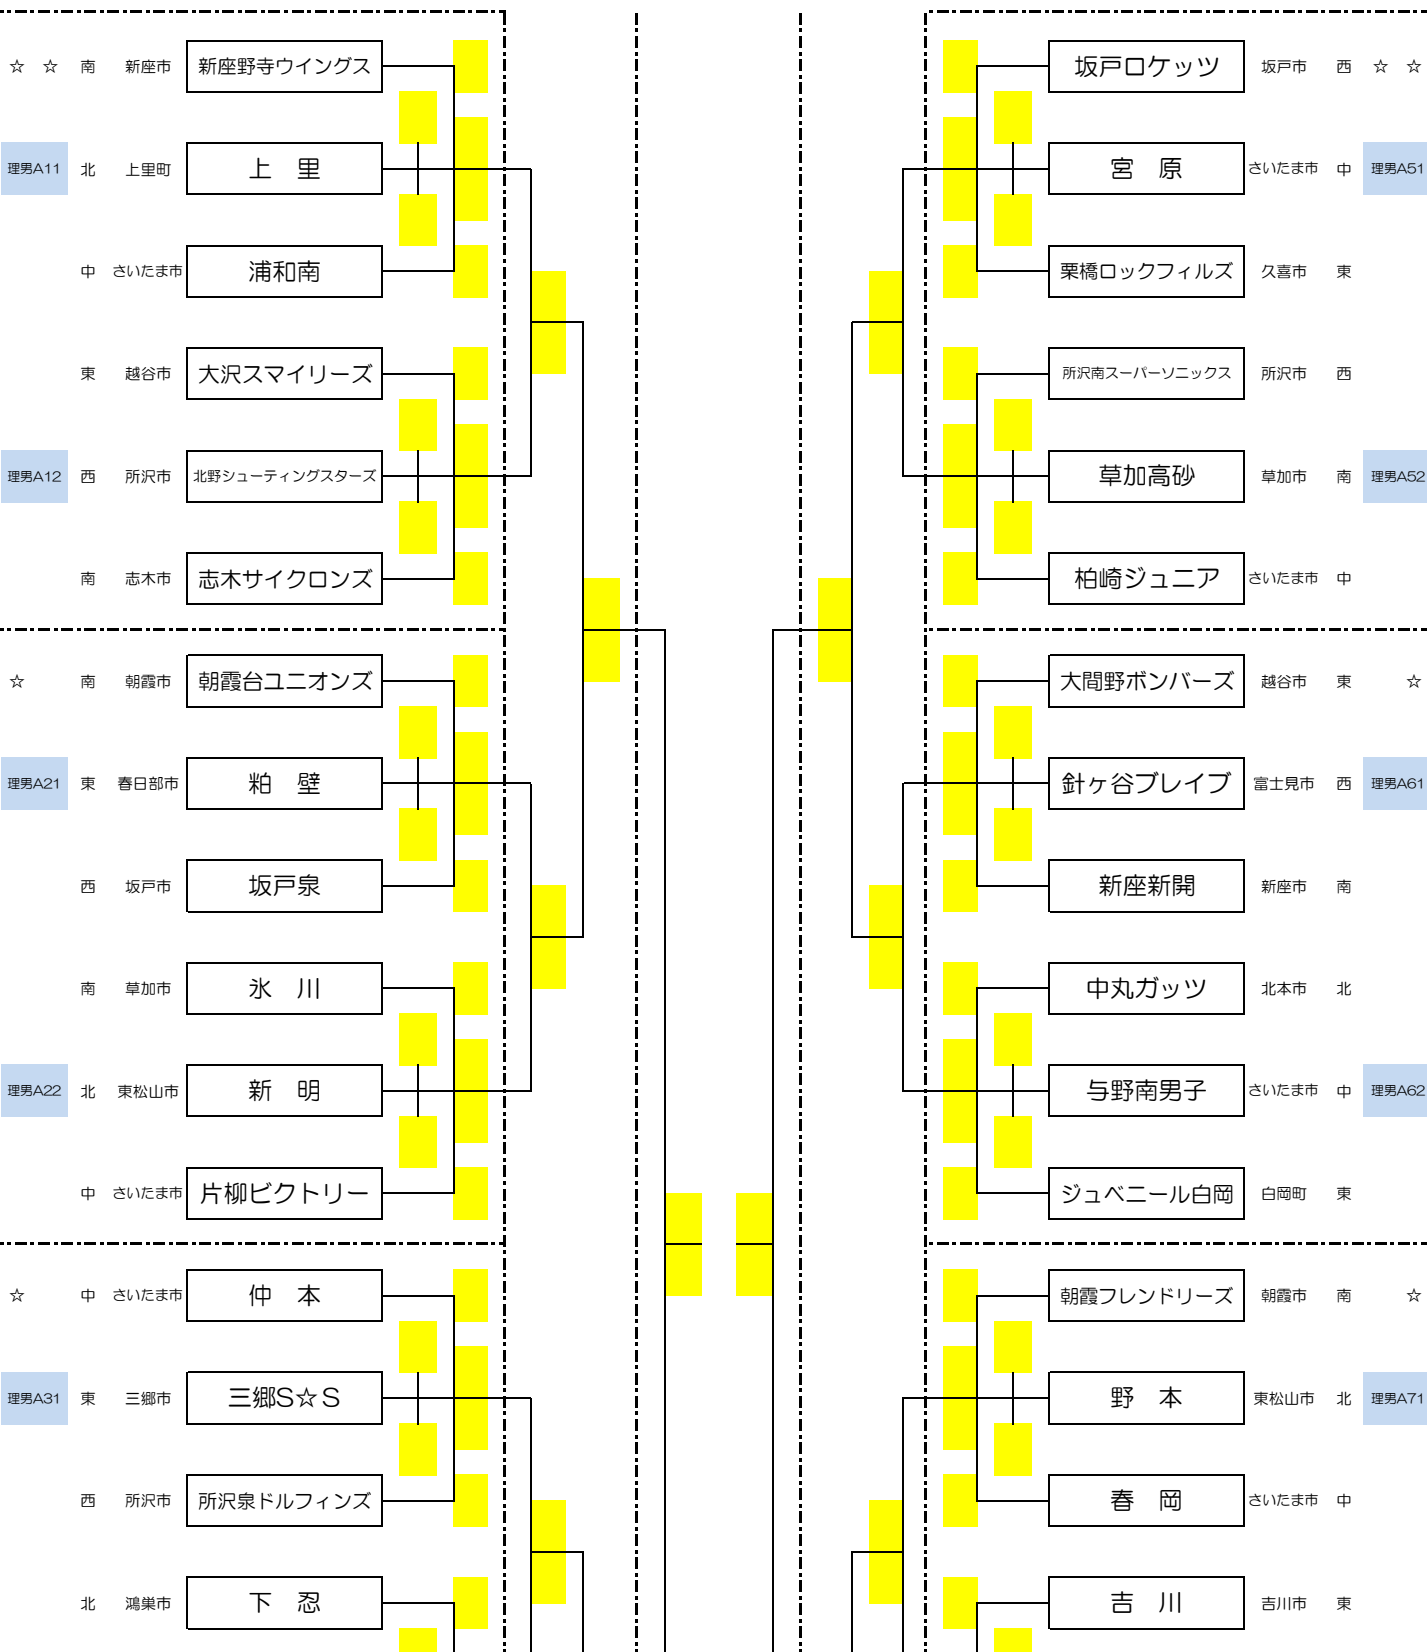 ☆ ☆ 南 新座市 新座野寺ウイングス
理男A11 北 上里町 上 里
中 さいたま市 浦和南
東 越谷市 大沢スマイリーズ
理男A12 西 所沢市 北野シューティングスターズ
南 志木市 志木サイクロンズ
☆ 南 朝霞市 朝霞台ユニオンズ
理男A21 東 春日部市 粕 壁
西 坂戸市 坂戸泉
南 草加市 氷 川
理男A22 北 東松山市 新 明
中 さいたま市 片柳ビクトリー
☆ 中 さいたま市 仲 本
理男A31 東 三郷市 三郷S☆S
西 所沢市 所沢泉ドルフィンズ
北 鴻巣市 下 忍
坂戸ロケッツ 坂戸市 西 ☆ ☆
宮 原 さいたま市 中 理男A51
栗橋ロックフィルズ 久喜市 東
所沢南スーパーソニックス 所沢市 西
草加高砂 草加市 南 理男A52
柏崎ジュニア さいたま市 中
大間野ボンバーズ 越谷市 東 ☆
針ヶ谷ブレイブ 富士見市 西 理男A61
新座新開 新座市 南
中丸ガッツ 北本市 北
与野南男子 さいたま市 中 理男A62
ジュベニール白岡 白岡町 東
朝霞フレンドリーズ 朝霞市 南 ☆
野 本 東松山市 北 理男A71
春 岡 さいたま市 中
吉 川 吉川市 東